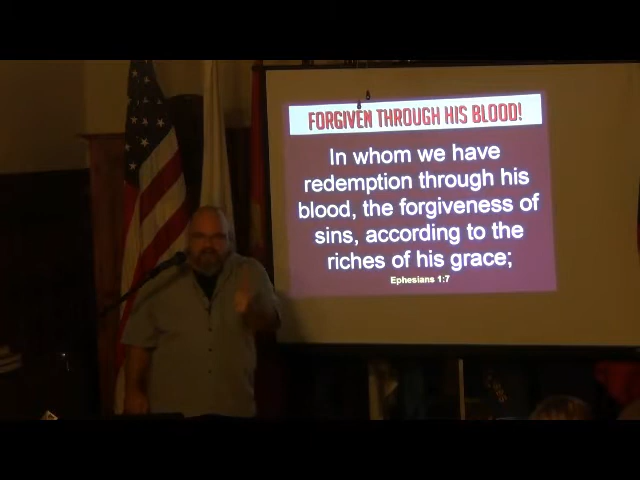 FORGIVEN THROUGH HIS BLOOD!
In whom we have
redemption through his
blood, the forgiveness of
sins, according to the
riches of his grace;
Ephesians 1:7